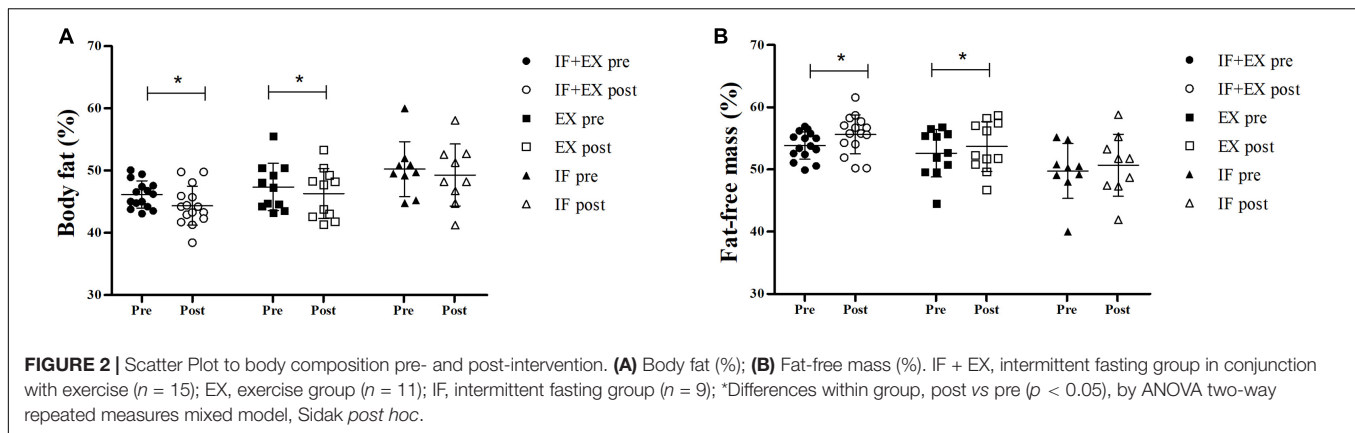 A
70
60
50
40
30
Body fat (%)
*
*
Pre
Post
Pre
Post
Pre
Post
IF+EX pre
IF+EX post
EX pre
EX post
IF pre
IF post
B
70
60
50
40
30
Fat-free mass (%)
*
*
Pre
Post
Pre
Post
Pre
Post
IF+EX pre
IF+EX post
EX pre
EX post
IF pre
IF post
FIGURE 2 | Scatter Plot to body composition pre- and post-intervention. (A) Body fat (%); (B) Fat-free mass (%). IF + EX, intermittent fasting group in conjunction
with exercise (n = 15); EX, exercise group (n = 11); IF, intermittent fasting group (n = 9); *Differences within group, post vs pre (p < 0.05), by ANOVA two-way
repeated measures mixed model, Sidak post hoc.